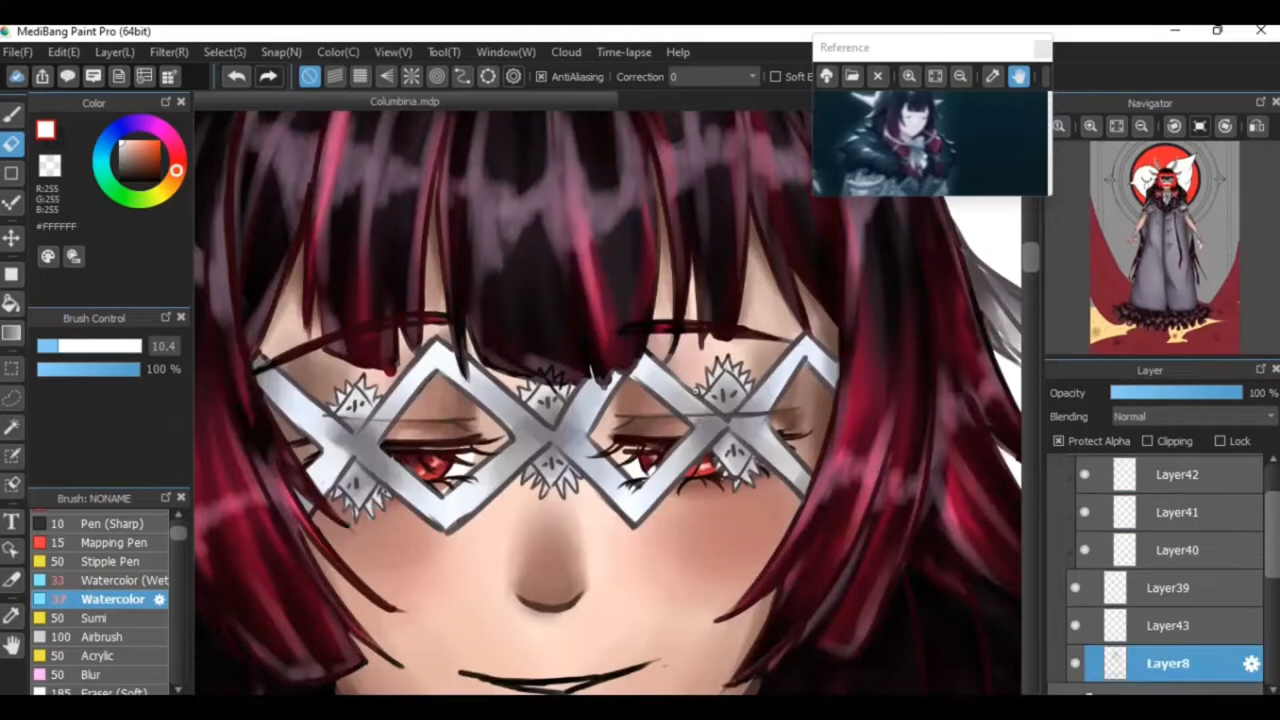 MediBang Paint Pro (64bit)
File(F) Edit(E) Layer(L) Filter(R) Select(S) Snap(N) Color(C) View(V) Tool(T) Window(W) Cloud Time-lapse Help
Reference
AntiAliasing Correction 0 Soft E
Color
Columbina.mdp
Navigator
R:255
G:255
B:255
#FFFFFF
Brush Control
10.4
100 %
Layer
Opacity 100 %
Blending Normal
Protect Alpha Clipping Lock
Layer42
Layer41
Layer40
Layer39
Layer43
Layer8
Brush: NONAME
10 Pen (Sharp)
15 Mapping Pen
50 Stipple Pen
33 Watercolor (Wet
37 Watercolor
50 Sumi
100 Airbrush
50 Acrylic
50 Blur
185 Eraser (Soft)